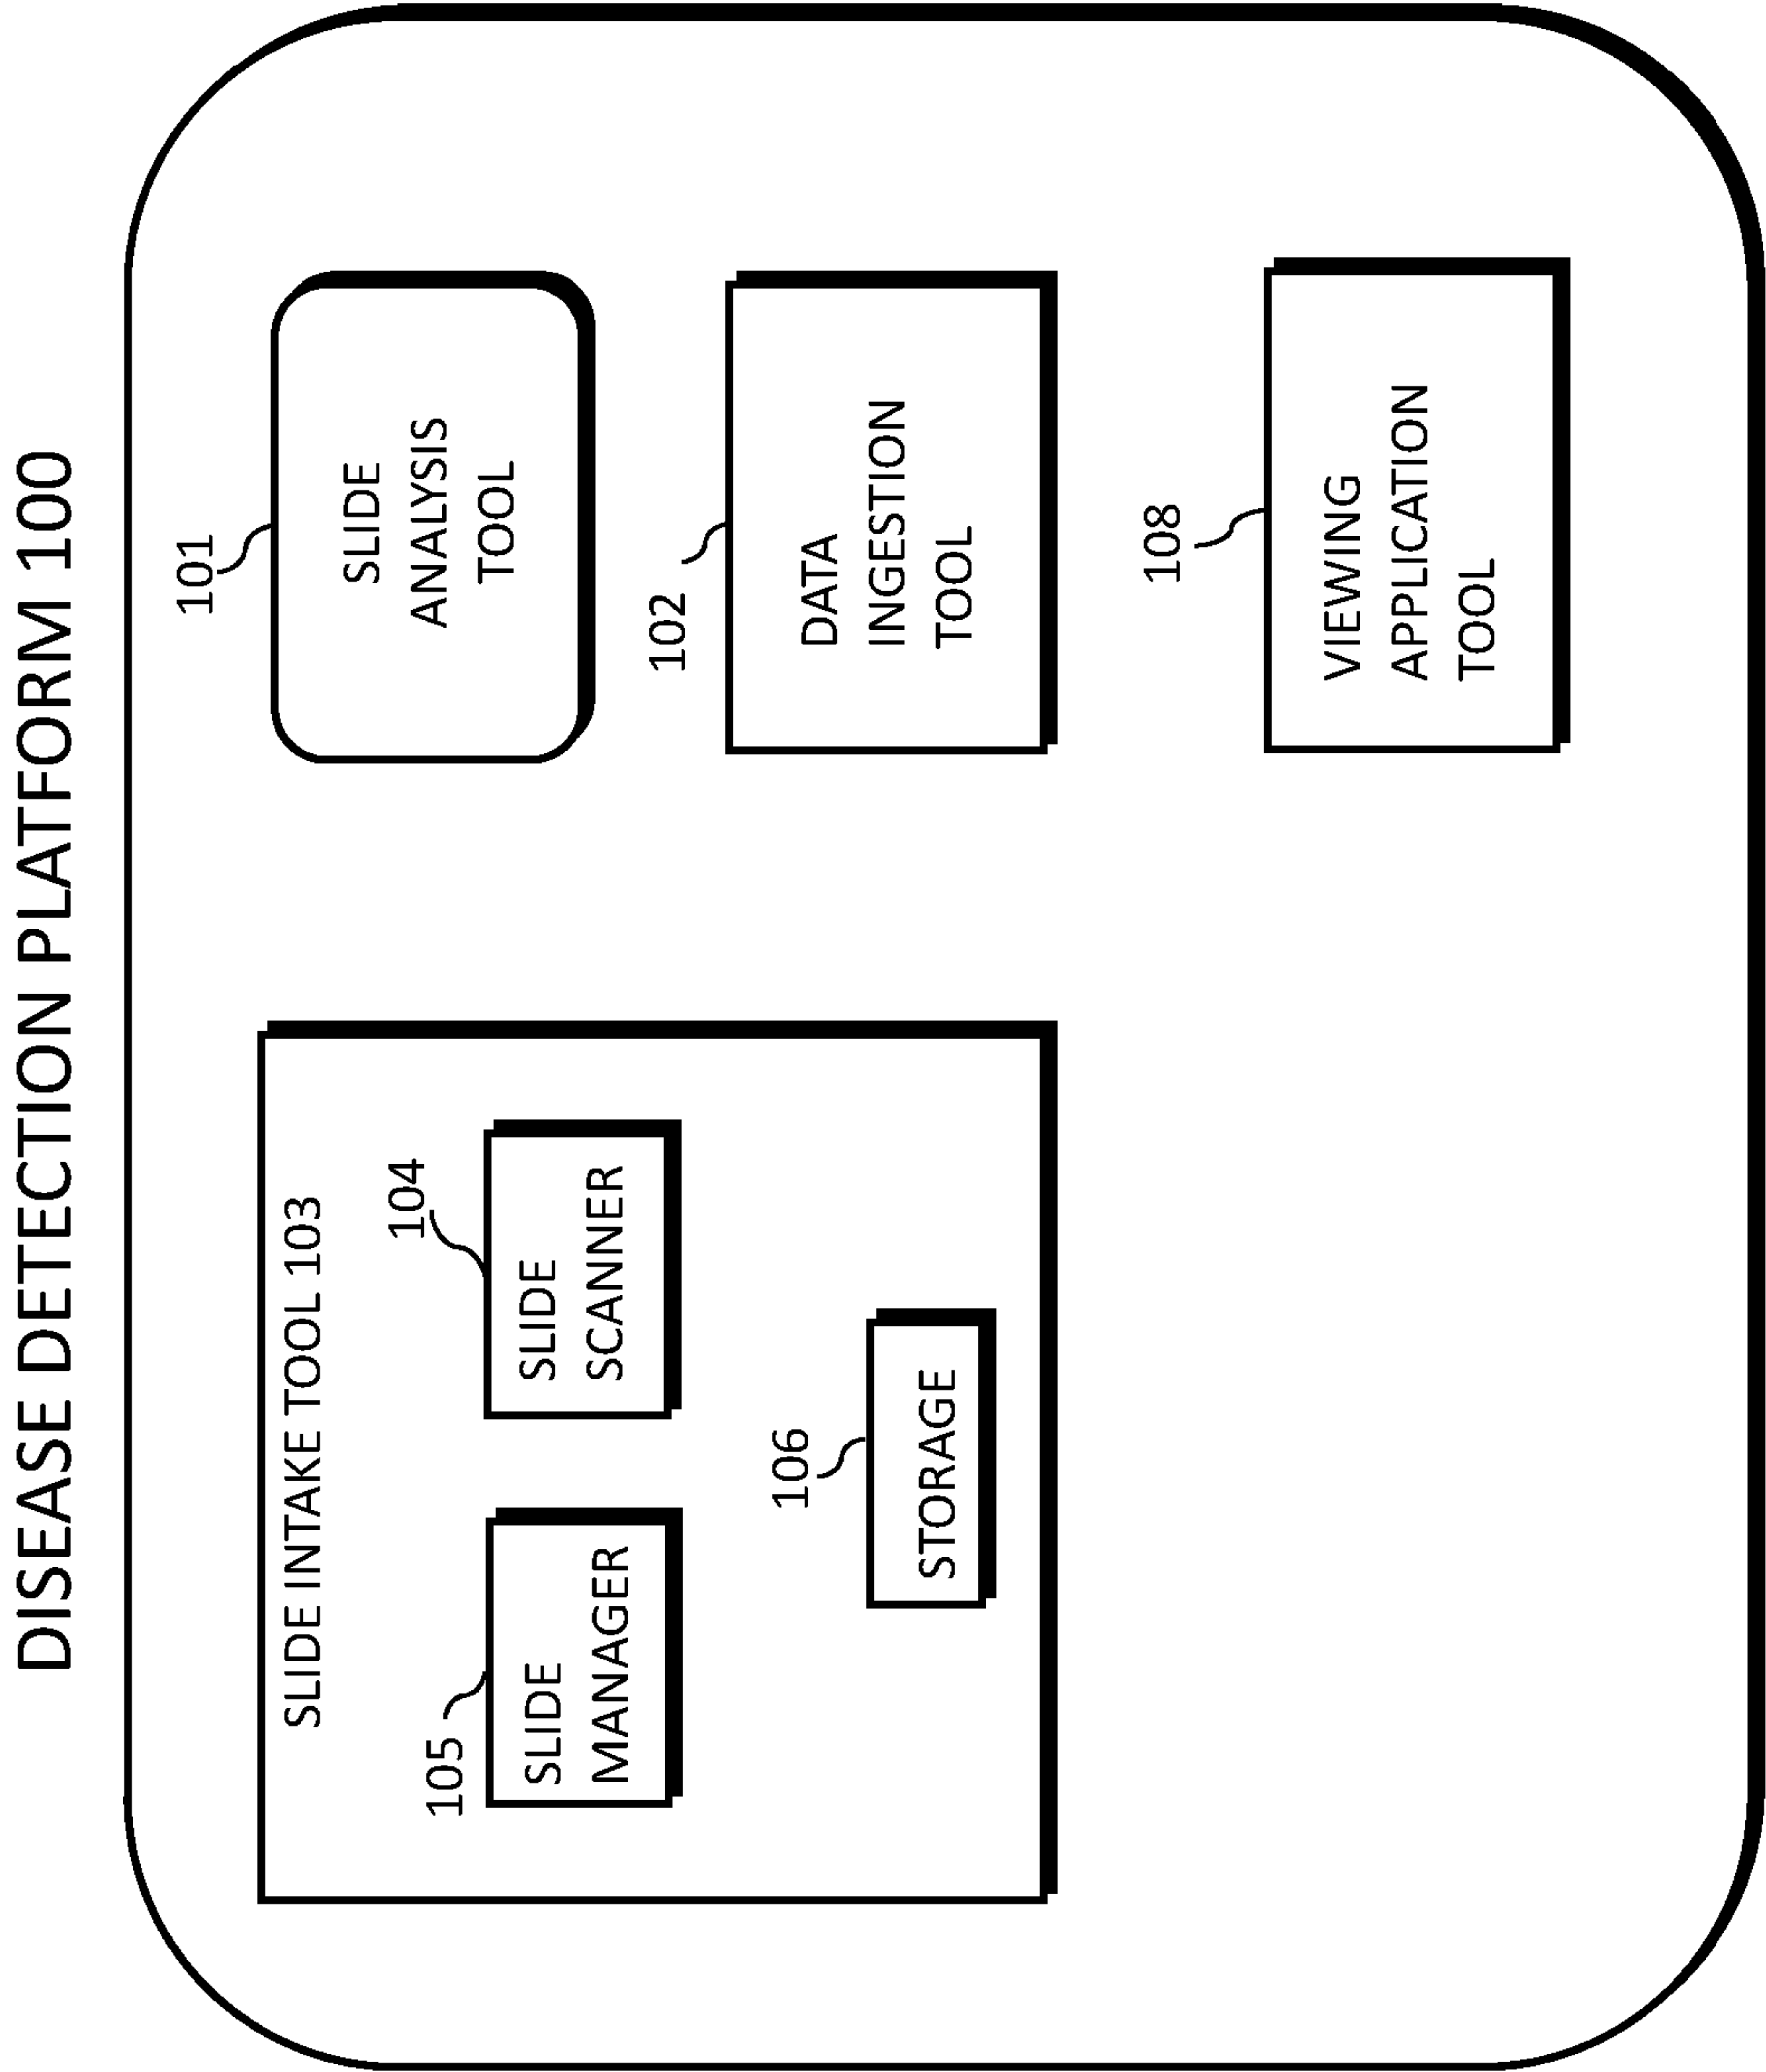 DISEASE DETECTION PLATFORM 100
SLIDE INTAKE TOOL 103
105
SLIDE
MANAGER
104
SLIDE
SCANNER
106
STORAGE
101
SLIDE
ANALYSIS
TOOL
102
DATA
INGESTION
TOOL
108
VIEWING
APPLICATION
TOOL